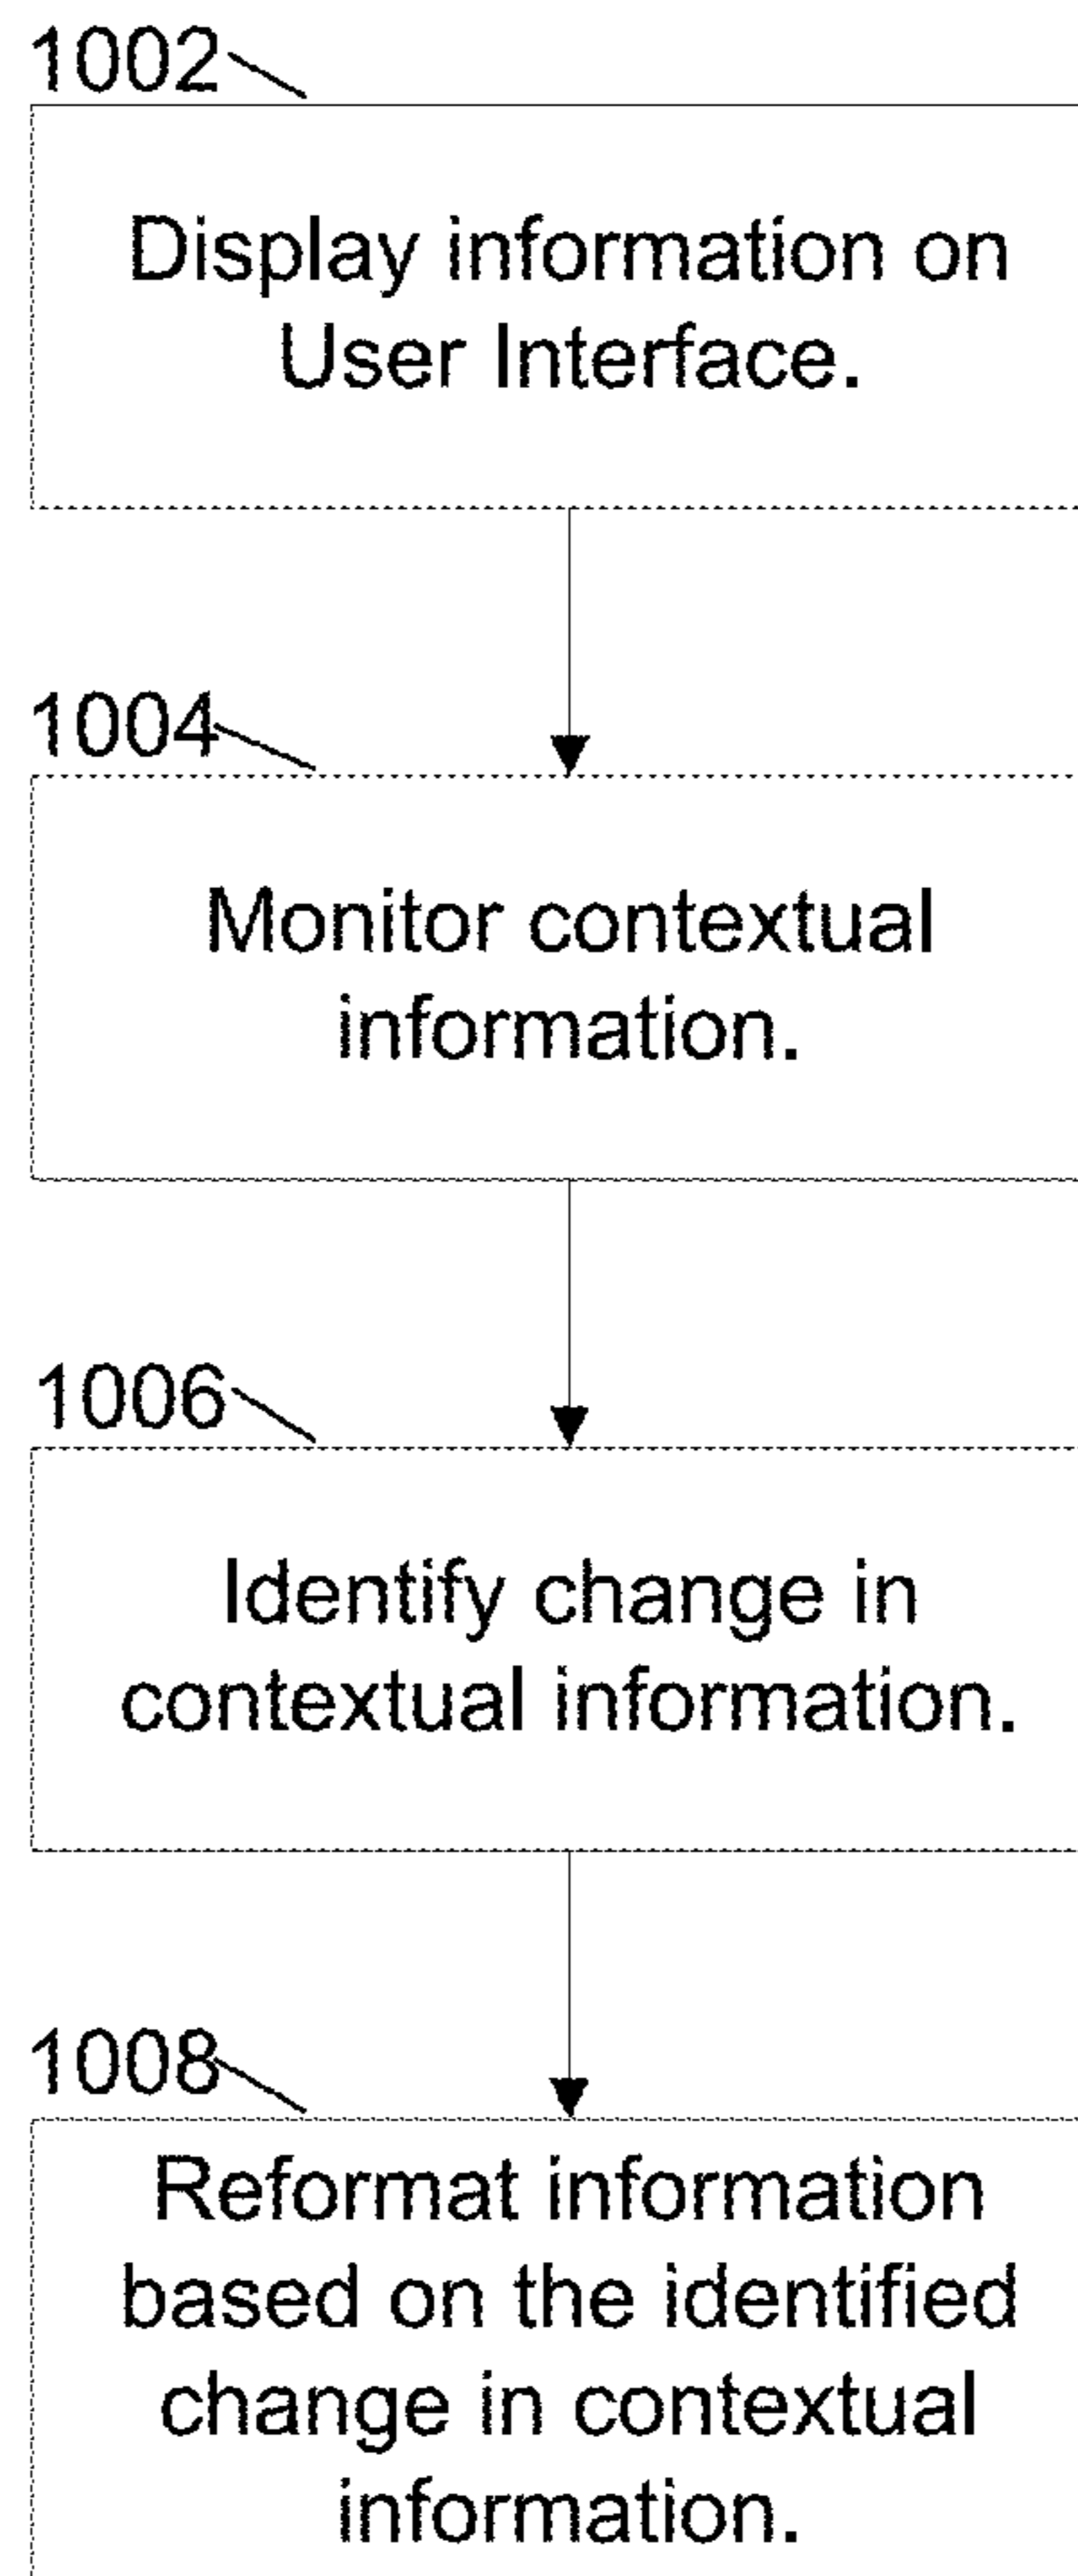 1002
Display information on
User Interface.
1004
Monitor contextual
information.
1006
Identify change in
contextual information.
1008
Reformat information
based on the identified
change in contextual
information.